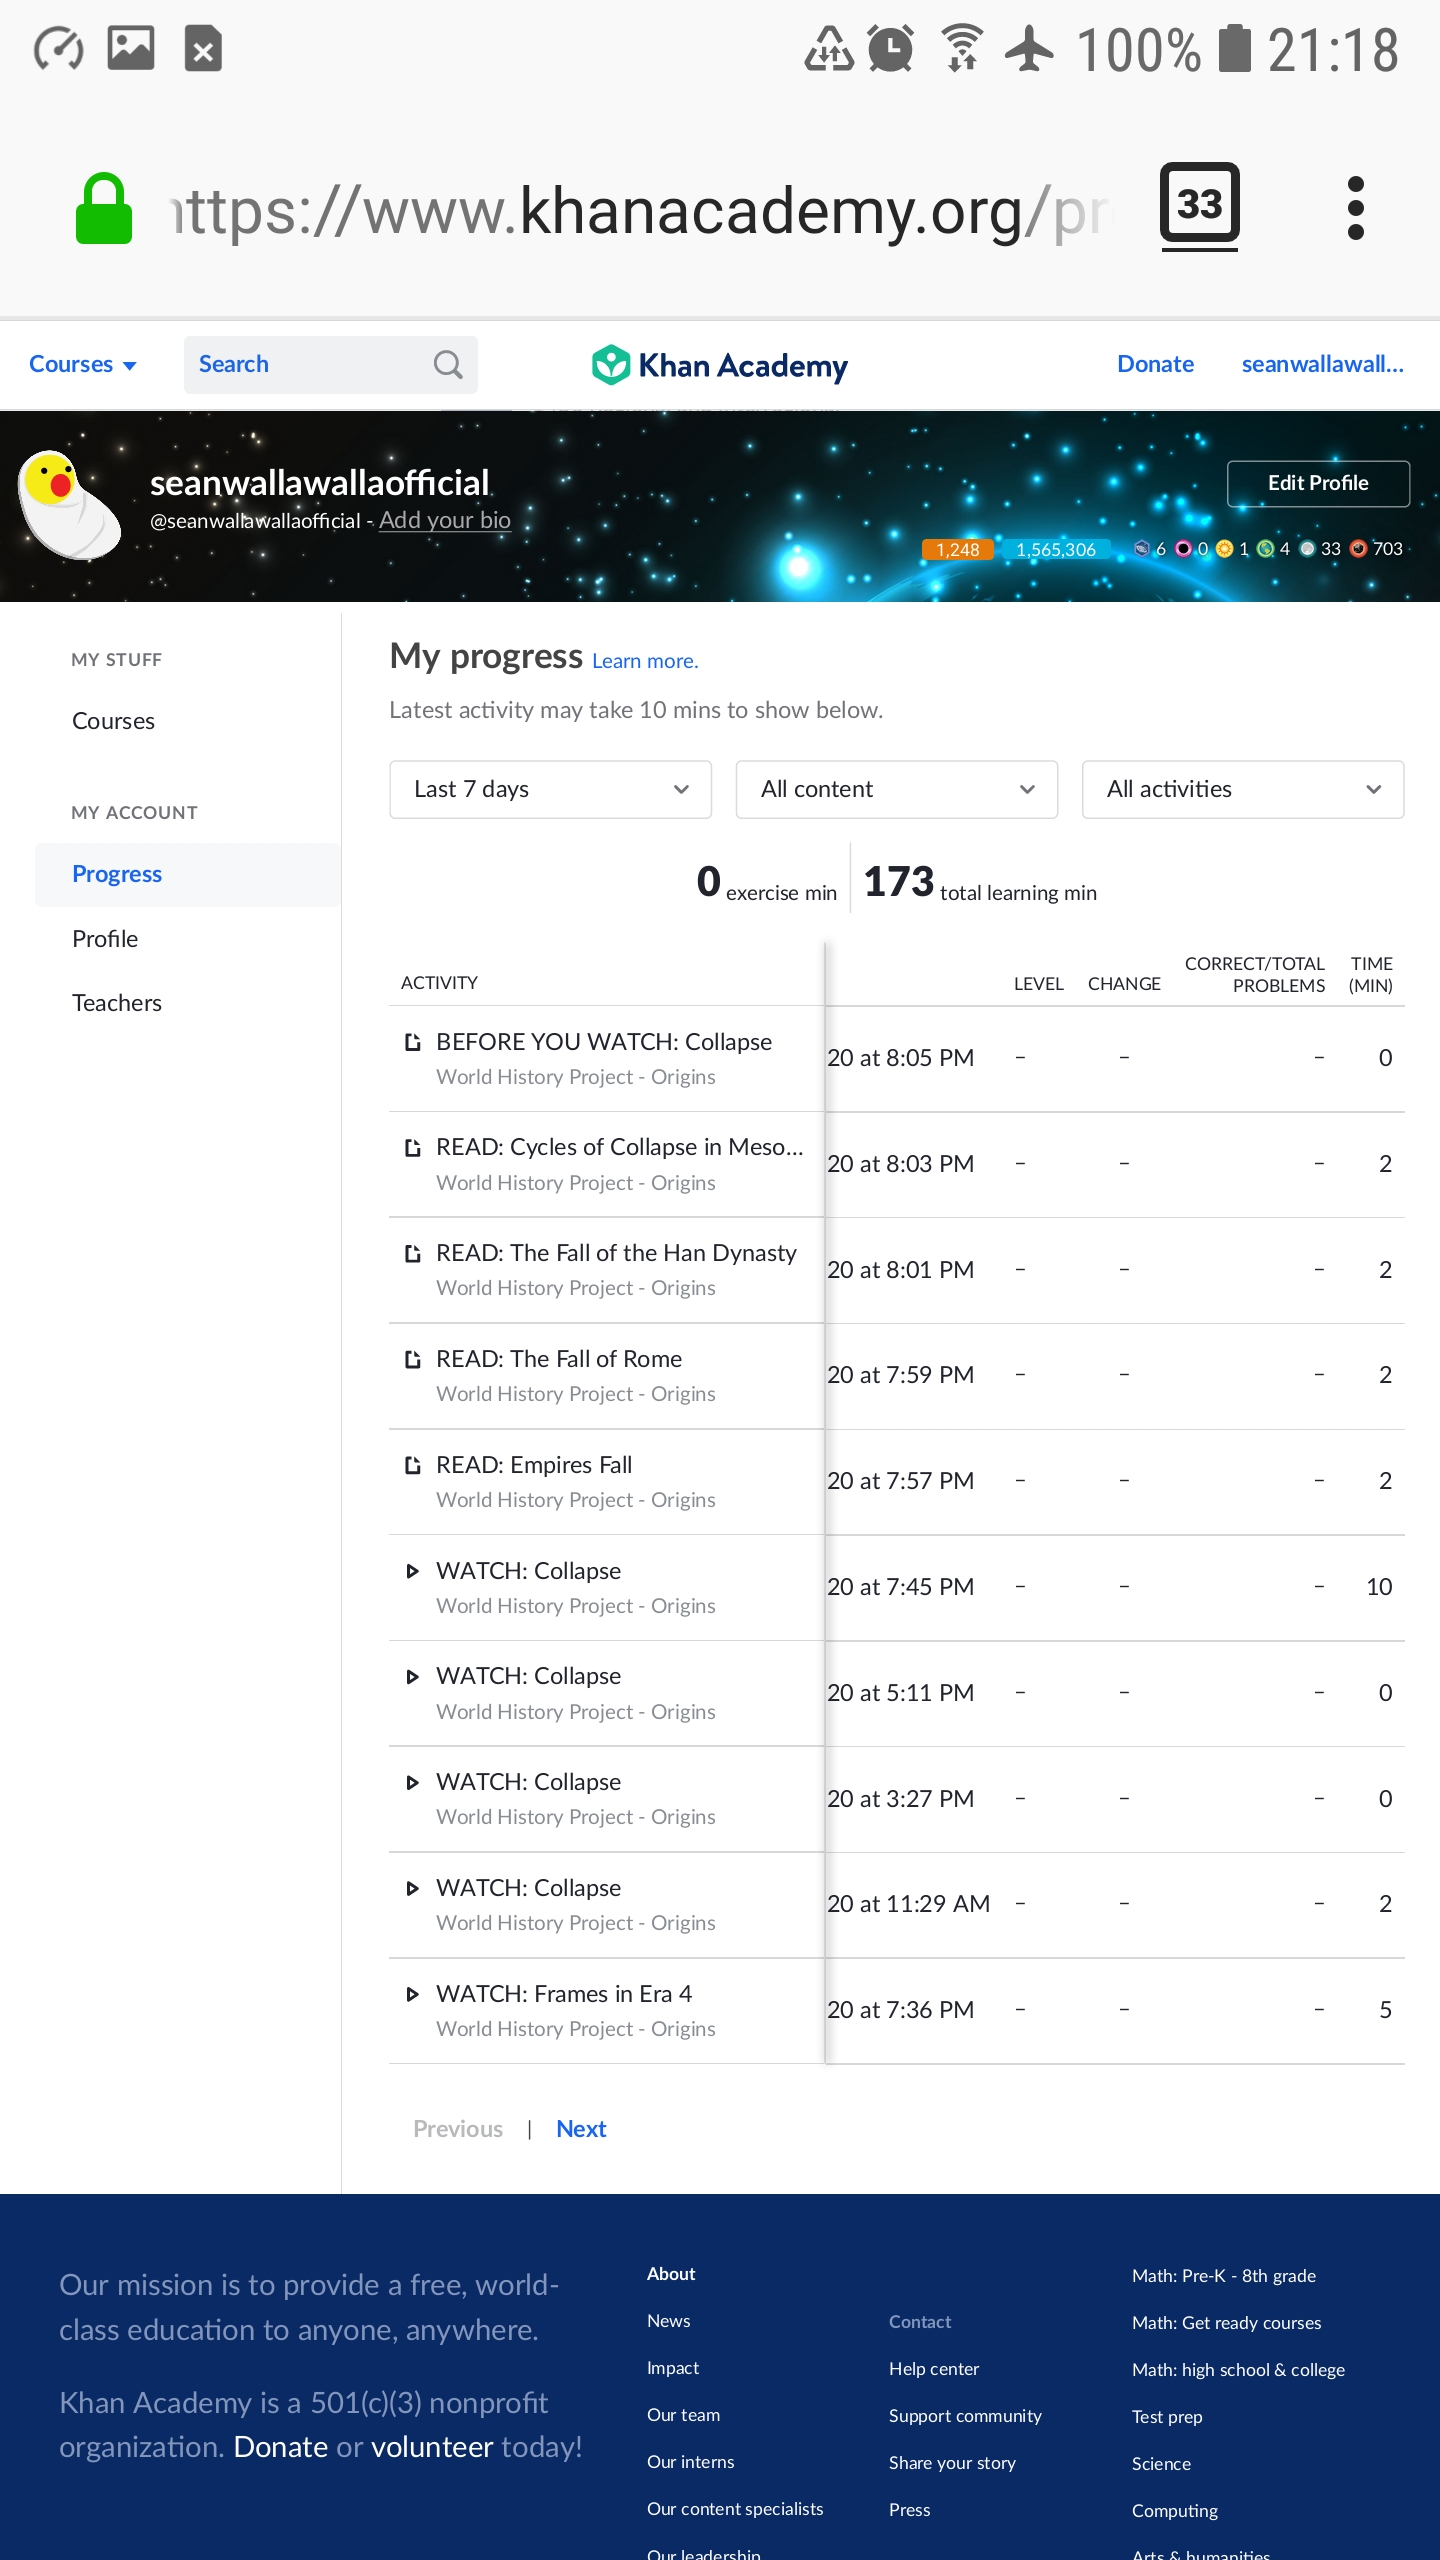 100% 21:18
https://www.khanacademy.org/pr
33
Courses
Search
Khan Academy
Donate
seanwallawall...
seanwallawallaofficial
@seanwallawallaofficial - Add your bio
Edit Profile
1,248 1,565,306 6 0 1 4 33 703
MY STUFF
Courses
MY ACCOUNT
Progress
Profile
Teachers
My progress Learn more.
Latest activity may take 10 mins to show below.
Last 7 days
All content
All activities
0 exercise min
173 total learning min
ACTIVITY LEVEL CHANGE CORRECT/TOTAL PROBLEMS TIME (MIN)
BEFORE YOU WATCH: Collapse
World History Project - Origins
20 at 8:05 PM – – – 0
READ: Cycles of Collapse in Meso...
World History Project - Origins
20 at 8:03 PM – – – 2
READ: The Fall of the Han Dynasty
World History Project - Origins
20 at 8:01 PM – – – 2
READ: The Fall of Rome
World History Project - Origins
20 at 7:59 PM – – – 2
READ: Empires Fall
World History Project - Origins
20 at 7:57 PM – – – 2
WATCH: Collapse
World History Project - Origins
20 at 7:45 PM – – – 10
WATCH: Collapse
World History Project - Origins
20 at 5:11 PM – – – 0
WATCH: Collapse
World History Project - Origins
20 at 3:27 PM – – – 0
WATCH: Collapse
World History Project - Origins
20 at 11:29 AM – – – 2
WATCH: Frames in Era 4
World History Project - Origins
20 at 7:36 PM – – – 5
Previous | Next
Our mission is to provide a free, world-
class education to anyone, anywhere.
Khan Academy is a 501(c)(3) nonprofit
organization. Donate or volunteer today!
About
News
Impact
Our team
Our interns
Our content specialists
Our leadership
Contact
Help center
Support community
Share your story
Press
Math: Pre-K - 8th grade
Math: Get ready courses
Math: high school & college
Test prep
Science
Computing
Arts & humanities